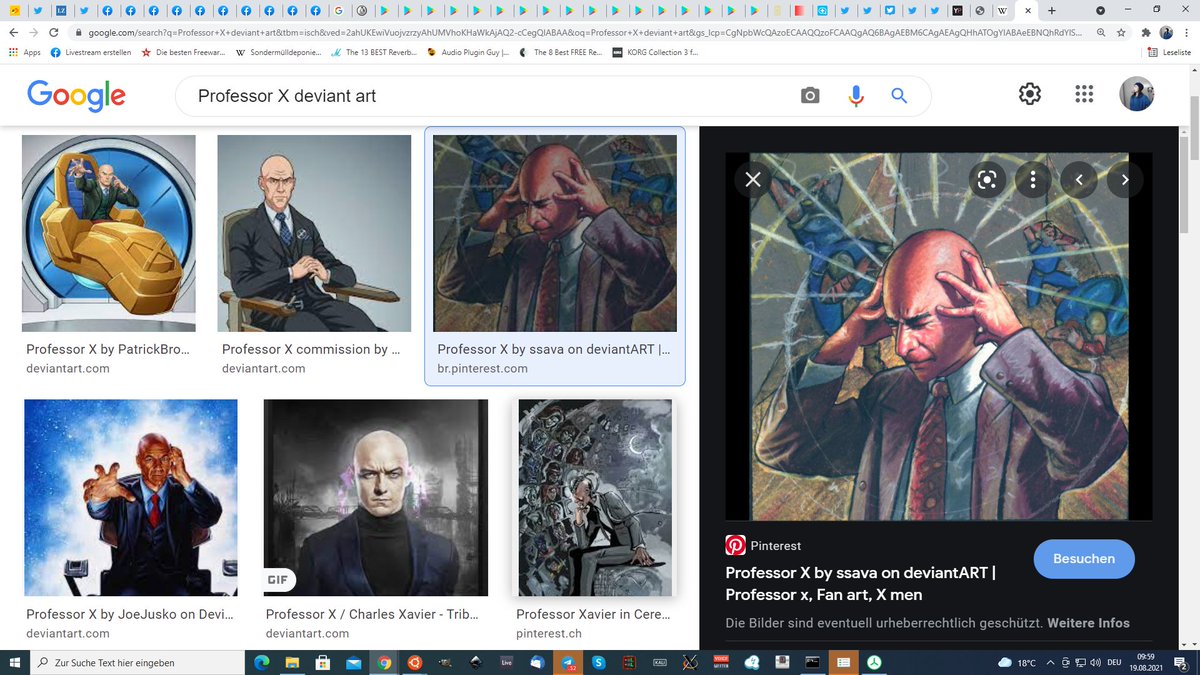 google.com/search?q=Professor+X+deviant+art&tbm=isch&ved=2ahUKEwiVuojvzrzyAhUMVhoKHaWkAjAQ2-cCegQIABAA&oq=Professor+X+deviant+art&gs_lcp=CgNpbWcQAzoECAAQQzoFCAAQgAQ6BAgAEBM6CAgAEAgQHhATOgYIABAeEBNQhRdYIS...
Apps
Livestream erstellen
Die besten Freewar...
Sondermülldeponie...
The 13 BEST Reverb...
Audio Plugin Guy |...
The 8 Best FREE Re...
KORG Collection 3 f...
Leseliste
Google
Professor X deviant art
Professor X by PatrickBro...
deviantart.com
Professor X commission by ...
deviantart.com
Professor X by ssava on deviantART |...
br.pinterest.com
Professor X by JoeJusko on Devi...
deviantart.com
GIF
Professor X / Charles Xavier - Trib...
deviantart.com
Professor Xavier in Cere...
pinterest.ch
Pinterest
Besuchen
Professor X by ssava on deviantART |
Professor x, Fan art, X men
Die Bilder sind eventuell urheberrechtlich geschützt. Weitere Infos
Zur Suche Text hier eingeben
Live
18°C
DEU
09:59
19.08.2021